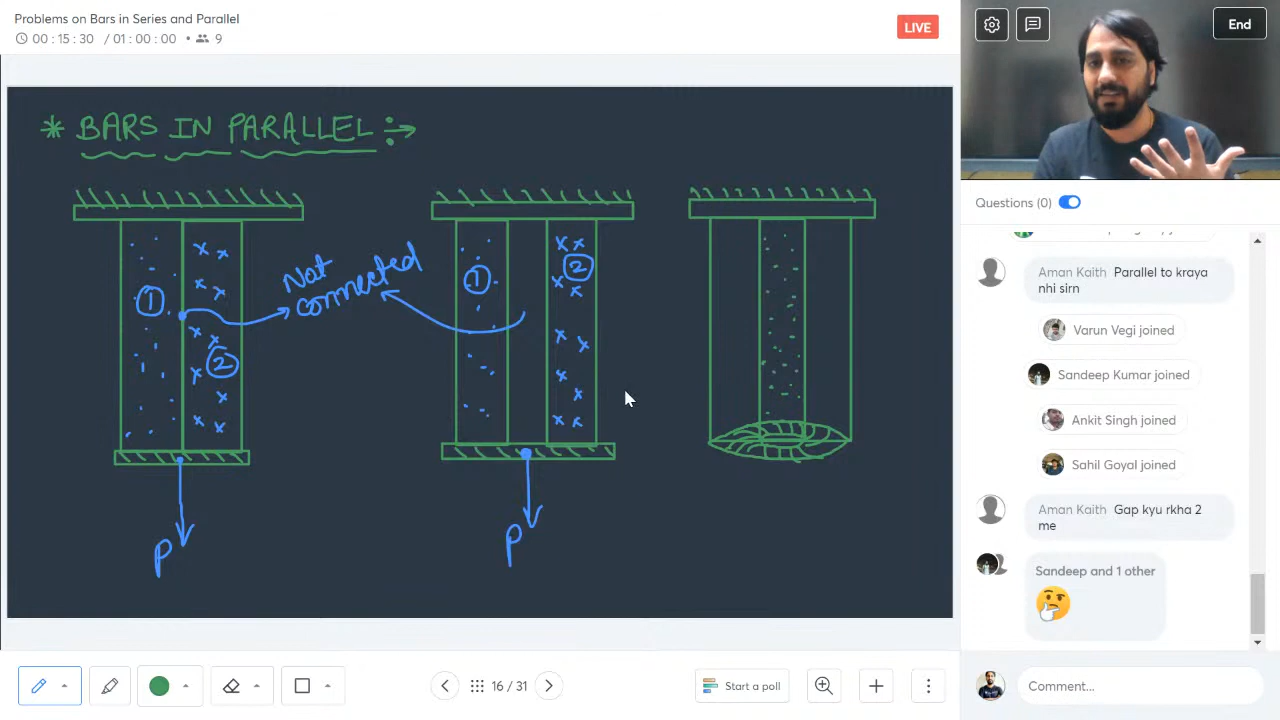 Problems on Bars in Series and Parallel
00 : 15 : 30 / 01 : 00 : 00 • 9
LIVE
End
* BARS IN PARALLEL :→
1
2
Not
connected
1
2
P
P
Questions (0)
Aman Kaith Parallel to kraya
nhi sirn
Varun Vegi joined
Sandeep Kumar joined
Ankit Singh joined
Sahil Goyal joined
Aman Kaith Gap kyu rkha 2
me
Sandeep and 1 other
16 / 31
Start a poll
Comment...